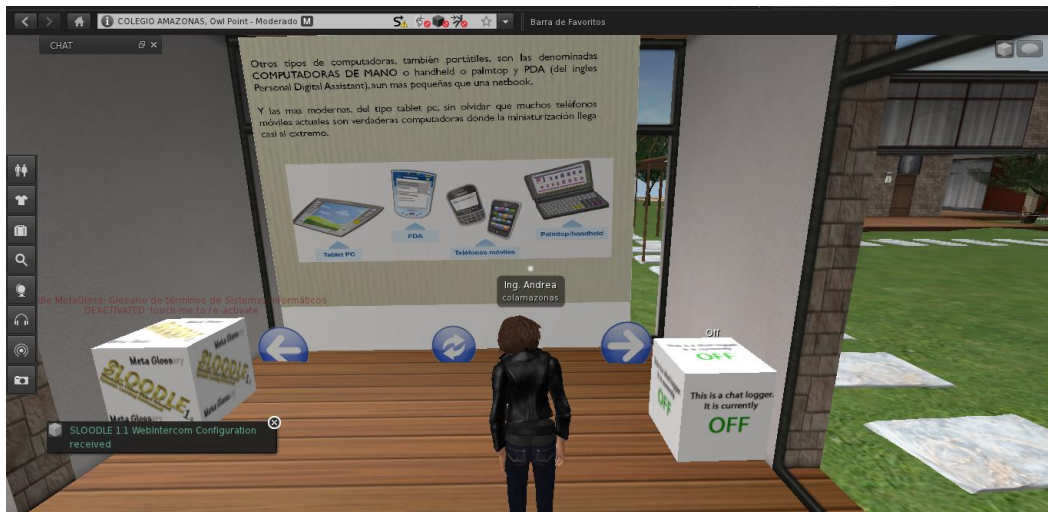 COLEGIO AMAZONAS, Owl Point - Moderado M
Barra de Favoritos
CHAT
Otros tipos de computadoras, también portátiles, son las denominadas
COMPUTADORAS DE MANO o handheld o palmtop y PDA (del ingles
Personal Digital Assistant),aun mas pequeñas que una netbook.
Y las mas modernas, del tipo tablet pc, sin olvidar que muchos teléfonos
móviles actuales son verdaderas computadoras donde la miniaturización llega
casi al extremo.
Tablet PC
PDA
Teléfonos móviles
Palmtop/handheld
Ing. Andrea
colamazonas
MetaGloss: Glosario de términos de Sistemas Informáticos
DEACTIVATED: touch me to re-activate
Meta Glossary
SLOODLE
Meta Gloss
SLOODLE
SLOODLE 1.1 WebIntercom Configuration
received
Off
OFF
OFF
This is a chat logger.
It is currently
OFF